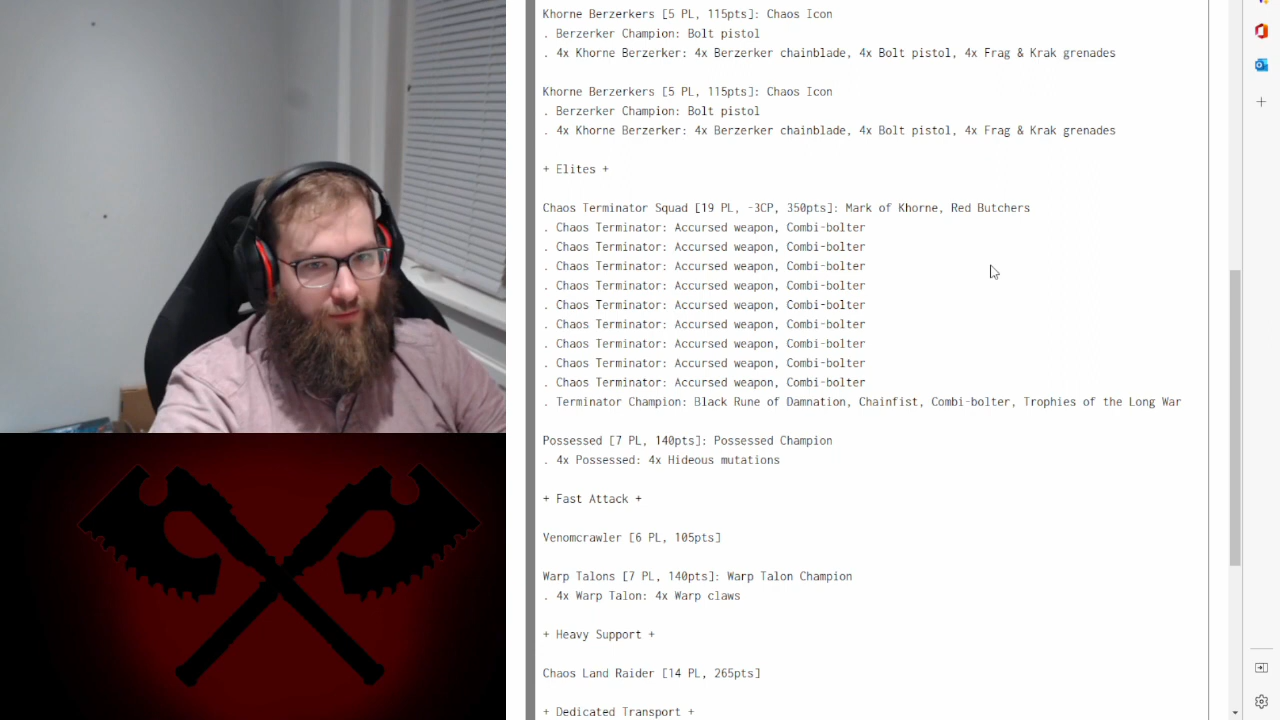 Khorne Berzerkers [5 PL, 115pts]: Chaos Icon
. Berzerker Champion: Bolt pistol
. 4x Khorne Berzerker: 4x Berzerker chainblade, 4x Bolt pistol, 4x Frag & Krak grenades
Khorne Berzerkers [5 PL, 115pts]: Chaos Icon
. Berzerker Champion: Bolt pistol
. 4x Khorne Berzerker: 4x Berzerker chainblade, 4x Bolt pistol, 4x Frag & Krak grenades
+ Elites +
Chaos Terminator Squad [19 PL, -3CP, 350pts]: Mark of Khorne, Red Butchers
. Chaos Terminator: Accursed weapon, Combi-bolter
. Chaos Terminator: Accursed weapon, Combi-bolter
. Chaos Terminator: Accursed weapon, Combi-bolter
. Chaos Terminator: Accursed weapon, Combi-bolter
. Chaos Terminator: Accursed weapon, Combi-bolter
. Chaos Terminator: Accursed weapon, Combi-bolter
. Chaos Terminator: Accursed weapon, Combi-bolter
. Chaos Terminator: Accursed weapon, Combi-bolter
. Chaos Terminator: Accursed weapon, Combi-bolter
. Terminator Champion: Black Rune of Damnation, Chainfist, Combi-bolter, Trophies of the Long War
Possessed [7 PL, 140pts]: Possessed Champion
. 4x Possessed: 4x Hideous mutations
+ Fast Attack +
Venomcrawler [6 PL, 105pts]
Warp Talons [7 PL, 140pts]: Warp Talon Champion
. 4x Warp Talon: 4x Warp claws
+ Heavy Support +
Chaos Land Raider [14 PL, 265pts]
+ Dedicated Transport +